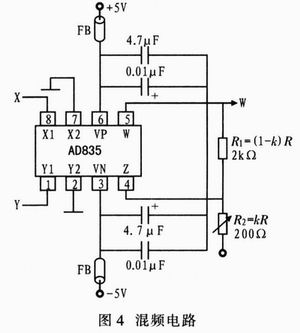 +5V
FB
4.7μF
0.01μF
+
X
W
8
7
6
5
X1
X2
VP
W
AD835
Y1
Y2
VN
Z
1
2
3
4
Y
R₁=(1-k)R
2kΩ
R₂=kR
200Ω
+
4.7μF
0.01μF
FB
-5V
图 4 混频电路